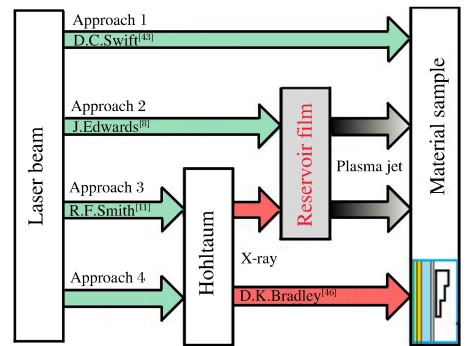 Laser beam
Approach 1
D.C.Swift[43]
Approach 2
J.Edwards[8]
Approach 3
R.F.Smith[11]
Approach 4
Hohltaum
X-ray
D.K.Bradley[46]
Reservoir film
Plasma jet
Material sample